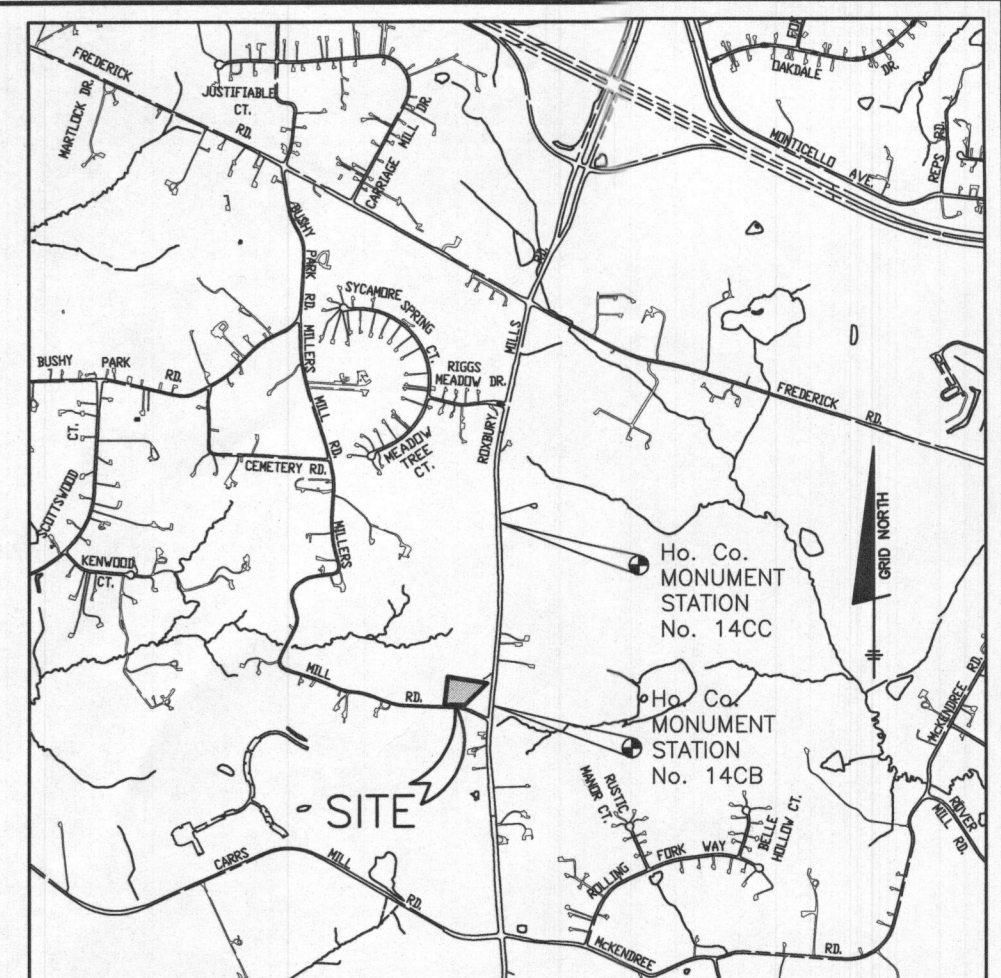 FREDERICK
RD.
MARTLOCK DR.
JUSTIFIABLE
CT.
CARRIAGE MILL DR.
OAKDALE DR
MONTICELLO AVE.
REPS RD.
BUSHY PARK RD.
MILLERS MILL RD.
SYCAMORE SPRING CT.
RIGGS
MEADOW DR.
ROXBURY MILLS
RD.
FREDERICK RD.
BUSHY PARK RD.
SCOTTSWOOD CT.
MEADOW
TREE
CT.
CEMETERY RD.
KENWOOD
CT.
MILLERS
MILL RD.
GRID NORTH
Ho. Co.
MONUMENT
STATION
No. 14CC
Ho. Co.
MONUMENT
STATION
No. 14CB
SITE
McKENDREE RD.
ROVER
MILL RD.
RUSTIC
MANOR CT.
BELLE
HOLLOW CT.
ROLLING FORK WAY
CARRS MILL RD.
McKENDREE RD.